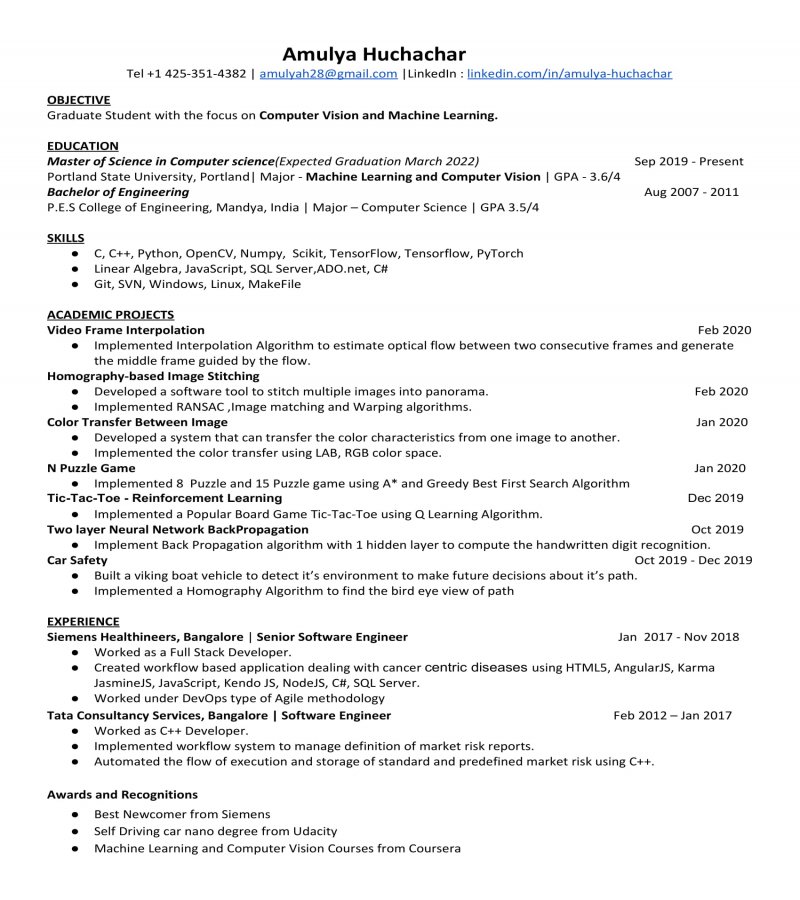 Amulya Huchachar
Tel +1 425-351-4382 | amulyah28@gmail.com |LinkedIn : linkedin.com/in/amulya-huchachar
OBJECTIVE
Graduate Student with the focus on Computer Vision and Machine Learning.
EDUCATION
Master of Science in Computer science(Expected Graduation March 2022) Sep 2019 - Present
Portland State University, Portland| Major - Machine Learning and Computer Vision | GPA - 3.6/4
Bachelor of Engineering Aug 2007 - 2011
P.E.S College of Engineering, Mandya, India | Major – Computer Science | GPA 3.5/4
SKILLS
● C, C++, Python, OpenCV, Numpy, Scikit, TensorFlow, Tensorflow, PyTorch
● Linear Algebra, JavaScript, SQL Server,ADO.net, C#
● Git, SVN, Windows, Linux, MakeFile
ACADEMIC PROJECTS
Video Frame Interpolation Feb 2020
● Implemented Interpolation Algorithm to estimate optical flow between two consecutive frames and generate
the middle frame guided by the flow.
Homography-based Image Stitching
● Developed a software tool to stitch multiple images into panorama. Feb 2020
● Implemented RANSAC ,Image matching and Warping algorithms.
Color Transfer Between Image Jan 2020
● Developed a system that can transfer the color characteristics from one image to another.
● Implemented the color transfer using LAB, RGB color space.
N Puzzle Game Jan 2020
● Implemented 8 Puzzle and 15 Puzzle game using A* and Greedy Best First Search Algorithm
Tic-Tac-Toe - Reinforcement Learning Dec 2019
● Implemented a Popular Board Game Tic-Tac-Toe using Q Learning Algorithm.
Two layer Neural Network BackPropagation Oct 2019
● Implement Back Propagation algorithm with 1 hidden layer to compute the handwritten digit recognition.
Car Safety Oct 2019 - Dec 2019
● Built a viking boat vehicle to detect it’s environment to make future decisions about it’s path.
● Implemented a Homography Algorithm to find the bird eye view of path
EXPERIENCE
Siemens Healthineers, Bangalore | Senior Software Engineer Jan 2017 - Nov 2018
● Worked as a Full Stack Developer.
● Created workflow based application dealing with cancer centric diseases using HTML5, AngularJS, Karma
JasmineJS, JavaScript, Kendo JS, NodeJS, C#, SQL Server.
● Worked under DevOps type of Agile methodology
Tata Consultancy Services, Bangalore | Software Engineer Feb 2012 – Jan 2017
● Worked as C++ Developer.
● Implemented workflow system to manage definition of market risk reports.
● Automated the flow of execution and storage of standard and predefined market risk using C++.
Awards and Recognitions
● Best Newcomer from Siemens
● Self Driving car nano degree from Udacity
● Machine Learning and Computer Vision Courses from Coursera